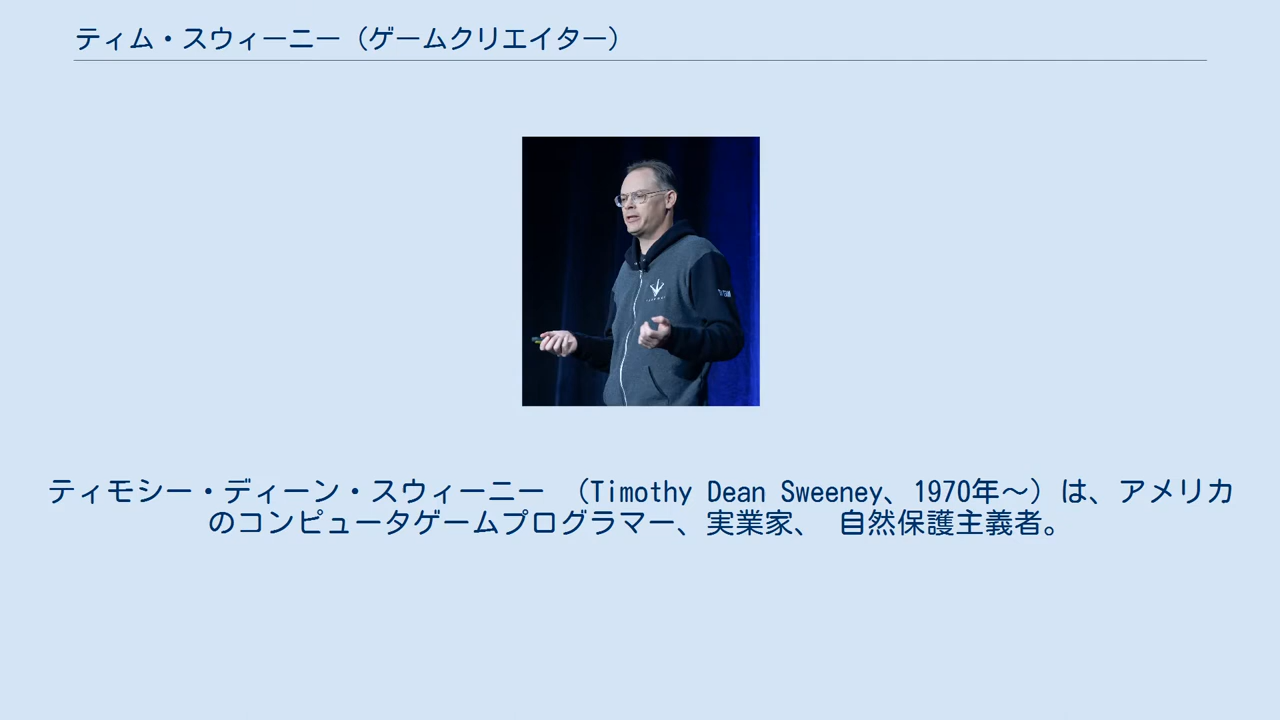 ティム・スウィーニー（ゲームクリエイター）
ティモシー・ディーン・スウィーニー （Timothy Dean Sweeney、1970年～）は、アメリカ
のコンピュータゲームプログラマー、実業家、 自然保護主義者。